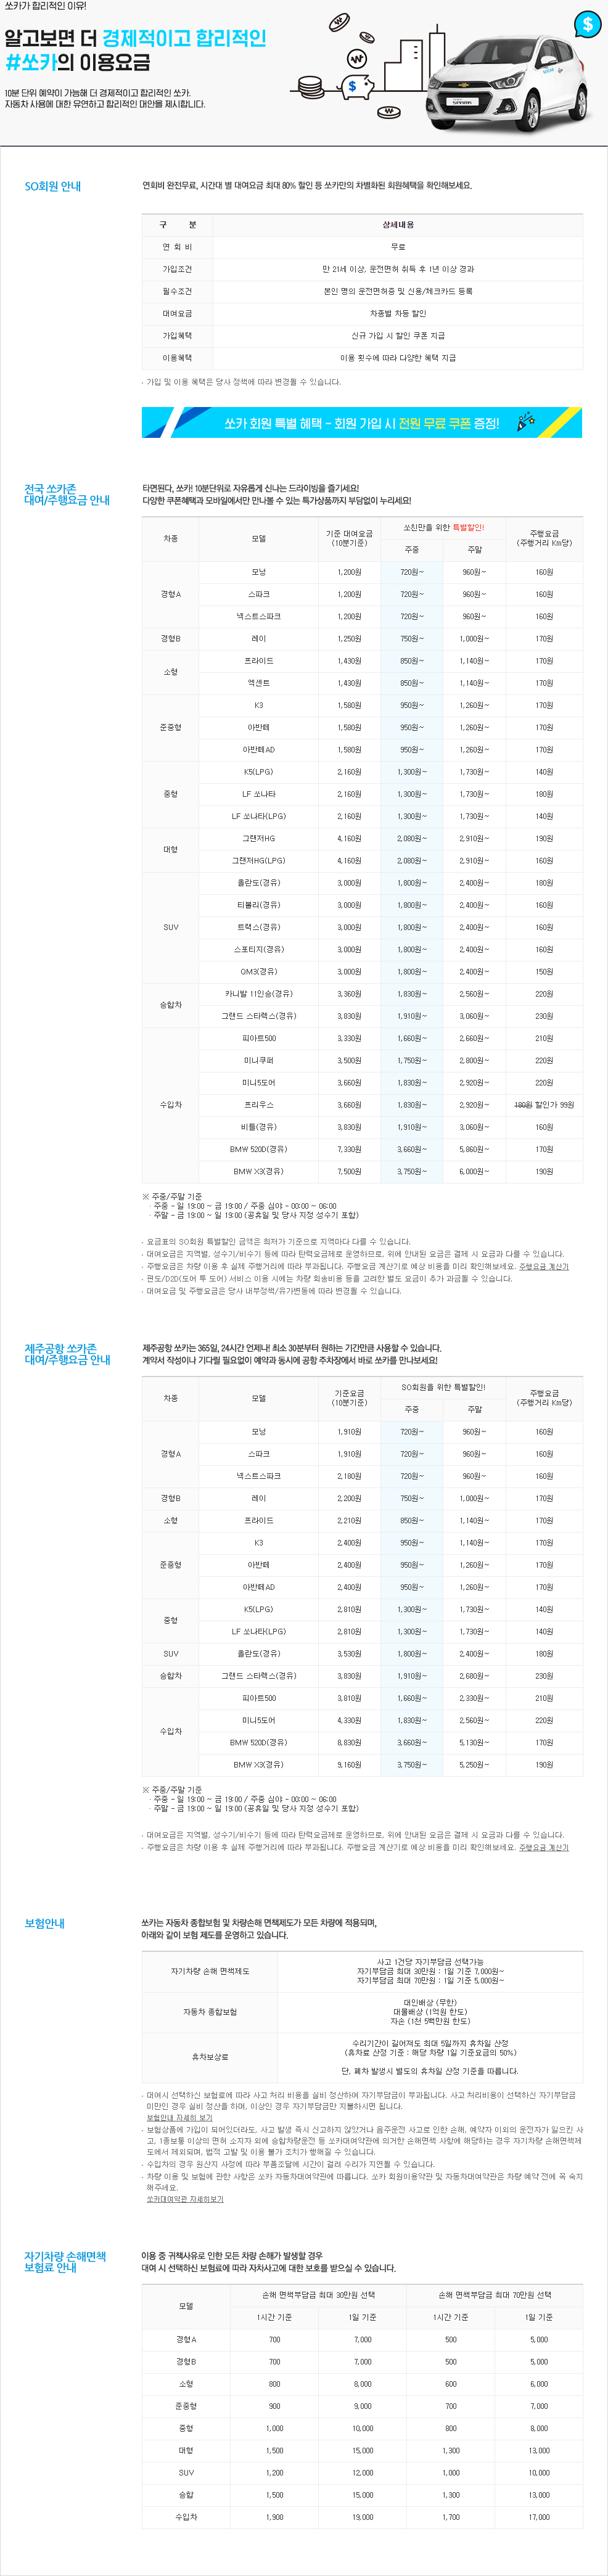 쏘카가 합리적인 이유!
알고보면 더 경제적이고 합리적인
#쏘카의 이용요금
10분 단위 예약이 가능해 더 경제적이고 합리적인 쏘카.
자동차 사용에 대한 유연하고 합리적인 대안을 제시합니다.
SO회원 안내
연회비 완전무료, 시간대 별 대여요금 최대 80% 할인 등 쏘카만의 차별화된 회원혜택을 확인해보세요.
구 분 상세내용
연 회 비 무료
가입조건 만 21세 이상, 운전면허 취득 후 1년 이상 경과
필수조건 본인 명의 운전면허증 및 신용/체크카드 등록
대여요금 차종별 차등 할인
가입혜택 신규 가입 시 할인 쿠폰 지급
이용혜택 이용 횟수에 따라 다양한 혜택 지급
· 가입 및 이용 혜택은 당사 정책에 따라 변경될 수 있습니다.
쏘카 회원 특별 혜택 - 회원 가입 시 전원 무료 쿠폰 증정!
전국 쏘카존
대여/주행요금 안내
타면된다, 쏘카! 10분단위로 자유롭게 신나는 드라이빙을 즐기세요!
다양한 쿠폰혜택과 모바일에서만 만나볼 수 있는 특가상품까지 부담없이 누리세요!
차종 모델 기준 대여요금 (10분기준) 쏘친만을 위한 특별할인! 주행요금 (주행거리 Km당)
주중 주말
경형A 모닝 1,200원 720원~ 960원~ 160원
스파크 1,200원 720원~ 960원~ 160원
넥스트스파크 1,200원 720원~ 960원~ 160원
경형B 레이 1,250원 750원~ 1,000원~ 170원
소형 프라이드 1,430원 850원~ 1,140원~ 170원
엑센트 1,430원 850원~ 1,140원~ 170원
준중형 K3 1,580원 950원~ 1,260원~ 170원
아반떼 1,580원 950원~ 1,260원~ 170원
아반떼AD 1,580원 950원~ 1,260원~ 170원
중형 K5(LPG) 2,160원 1,300원~ 1,730원~ 140원
LF 쏘나타 2,160원 1,300원~ 1,730원~ 180원
LF 쏘나타(LPG) 2,160원 1,300원~ 1,730원~ 140원
대형 그랜저HG 4,160원 2,080원~ 2,910원~ 190원
그랜저HG(LPG) 4,160원 2,080원~ 2,910원~ 160원
SUV 올란도(경유) 3,000원 1,800원~ 2,400원~ 180원
티볼리(경유) 3,000원 1,800원~ 2,400원~ 160원
트랙스(경유) 3,000원 1,800원~ 2,400원~ 160원
스포티지(경유) 3,000원 1,800원~ 2,400원~ 160원
QM3(경유) 3,000원 1,800원~ 2,400원~ 150원
승합차 카니발 11인승(경유) 3,360원 1,830원~ 2,560원~ 220원
그랜드 스타렉스(경유) 3,830원 1,910원~ 3,060원~ 230원
수입차 피아트500 3,330원 1,660원~ 2,660원~ 210원
미니쿠퍼 3,500원 1,750원~ 2,800원~ 220원
미니5도어 3,660원 1,830원~ 2,920원~ 220원
프리우스 3,660원 1,830원~ 2,920원~ 180원 할인가 99원
비틀(경유) 3,830원 1,910원~ 3,060원~ 160원
BMW 520D(경유) 7,330원 3,660원~ 5,860원~ 170원
BMW X3(경유) 7,500원 3,750원~ 6,000원~ 190원
※ 주중/주말 기준
· 주중 - 일 19:00 ~ 금 19:00 / 주중 심야 - 00:00 ~ 06:00
· 주말 - 금 19:00 ~ 일 19:00 (공휴일 및 당사 지정 성수기 포함)
· 요금표의 SO회원 특별할인 금액은 최저가 기준으로 지역마다 다를 수 있습니다.
· 대여요금은 지역별, 성수기/비수기 등에 따라 탄력요금제로 운영하므로, 위에 안내된 요금은 결제 시 요금과 다를 수 있습니다.
· 주행요금은 차량 이용 후 실제 주행거리에 따라 부과됩니다. 주행요금 계산기로 예상 비용을 미리 확인해보세요. 주행요금 계산기
· 편도/D2D(도어 투 도어) 서비스 이용 시에는 차량 회송비용 등을 고려한 별도 요금이 추가 과금될 수 있습니다.
· 대여요금 및 주행요금은 당사 내부정책/유가변동에 따라 변경될 수 있습니다.
제주공항 쏘카존
대여/주행요금 안내
제주공항 쏘카는 365일, 24시간 언제나! 최소 30분부터 원하는 기간만큼 사용할 수 있습니다.
계약서 작성이나 기다릴 필요없이 예약과 동시에 공항 주차장에서 바로 쏘카를 만나보세요!
차종 모델 기준요금 (10분기준) SO회원을 위한 특별할인! 주행요금 (주행거리 Km당)
주중 주말
경형A 모닝 1,910원 720원~ 960원~ 160원
스파크 1,910원 720원~ 960원~ 160원
넥스트스파크 2,180원 720원~ 960원~ 160원
경형B 레이 2,200원 750원~ 1,000원~ 170원
소형 프라이드 2,210원 850원~ 1,140원~ 170원
준중형 K3 2,400원 950원~ 1,140원~ 170원
아반떼 2,400원 950원~ 1,260원~ 170원
아반떼AD 2,400원 950원~ 1,260원~ 170원
중형 K5(LPG) 2,810원 1,300원~ 1,730원~ 140원
LF 쏘나타(LPG) 2,810원 1,300원~ 1,730원~ 140원
SUV 올란도(경유) 3,530원 1,800원~ 2,400원~ 180원
승합차 그랜드 스타렉스(경유) 3,830원 1,910원~ 2,680원~ 230원
수입차 피아트500 3,810원 1,660원~ 2,330원~ 210원
미니5도어 4,330원 1,830원~ 2,560원~ 220원
BMW 520D(경유) 8,830원 3,660원~ 5,130원~ 170원
BMW X3(경유) 9,160원 3,750원~ 5,250원~ 190원
※ 주중/주말 기준
· 주중 - 일 19:00 ~ 금 19:00 / 주중 심야 - 00:00 ~ 06:00
· 주말 - 금 19:00 ~ 일 19:00 (공휴일 및 당사 지정 성수기 포함)
· 대여요금은 지역별, 성수기/비수기 등에 따라 탄력요금제로 운영하므로, 위에 안내된 요금은 결제 시 요금과 다를 수 있습니다.
· 주행요금은 차량 이용 후 실제 주행거리에 따라 부과됩니다. 주행요금 계산기로 예상 비용을 미리 확인해보세요. 주행요금 계산기
보험안내
쏘카는 자동차 종합보험 및 차량손해 면책제도가 모든 차량에 적용되며,
아래와 같이 보험 제도를 운영하고 있습니다.
자기차량 손해 면책제도
사고 1건당 자기부담금 선택가능
자기부담금 최대 30만원 : 1일 기준 7,000원~
자기부담금 최대 70만원 : 1일 기준 5,000원~
자동차 종합보험
대인배상 (무한)
대물배상 (1억원 한도)
자손 (1천 5백만원 한도)
휴차보상료
수리기간이 길어져도 최대 5일까지 휴차일 산정
(휴차료 산정 기준 : 해당 차량 1일 기준요금의 50%)
단, 폐차 발생시 별도의 휴차일 산정 기준을 따릅니다.
· 대여시 선택하신 보험료에 따라 사고 처리 비용을 실비 정산하여 자기부담금이 부과됩니다. 사고 처리비용이 선택하신 자기부담금
미만인 경우 실비 정산을 하며, 이상인 경우 자기부담금만 지불하시면 됩니다.
보험안내 자세히 보기
· 보험상품에 가입이 되어있더라도, 사고 발생 즉시 신고하지 않았거나 음주운전 사고로 인한 손해, 예약자 이외의 운전자가 일으킨 사
고, 1종보통 이상의 면허 소지자 외에 승합차량운전 등 쏘카대여약관에 의거한 손해면책 사항에 해당하는 경우 자기차량 손해면책제
도에서 제외되며, 법적 고발 및 이용 불가 조치가 행해질 수 있습니다.
· 수입차의 경우 원산지 사정에 따라 부품조달에 시간이 걸려 수리가 지연될 수 있습니다.
· 차량 이용 및 보험에 관한 사항은 쏘카 자동차대여약관에 따릅니다. 쏘카 회원이용약관 및 자동차대여약관은 차량 예약 전에 꼭 숙지
해주세요.
쏘카대여약관 자세히보기
자기차량 손해면책
보험료 안내
이용 중 귀책사유로 인한 모든 차량 손해가 발생할 경우
대여 시 선택하신 보험료에 따라 자차사고에 대한 보호를 받으실 수 있습니다.
모델 손해 면책부담금 최대 30만원 선택 손해 면책부담금 최대 70만원 선택
1시간 기준 1일 기준 1시간 기준 1일 기준
경형A 700 7,000 500 5,000
경형B 700 7,000 500 5,000
소형 800 8,000 600 6,000
준중형 900 9,000 700 7,000
중형 1,000 10,000 800 8,000
대형 1,500 15,000 1,300 13,000
SUV 1,200 12,000 1,000 10,000
승합 1,500 15,000 1,300 13,000
수입차 1,900 19,000 1,700 17,000